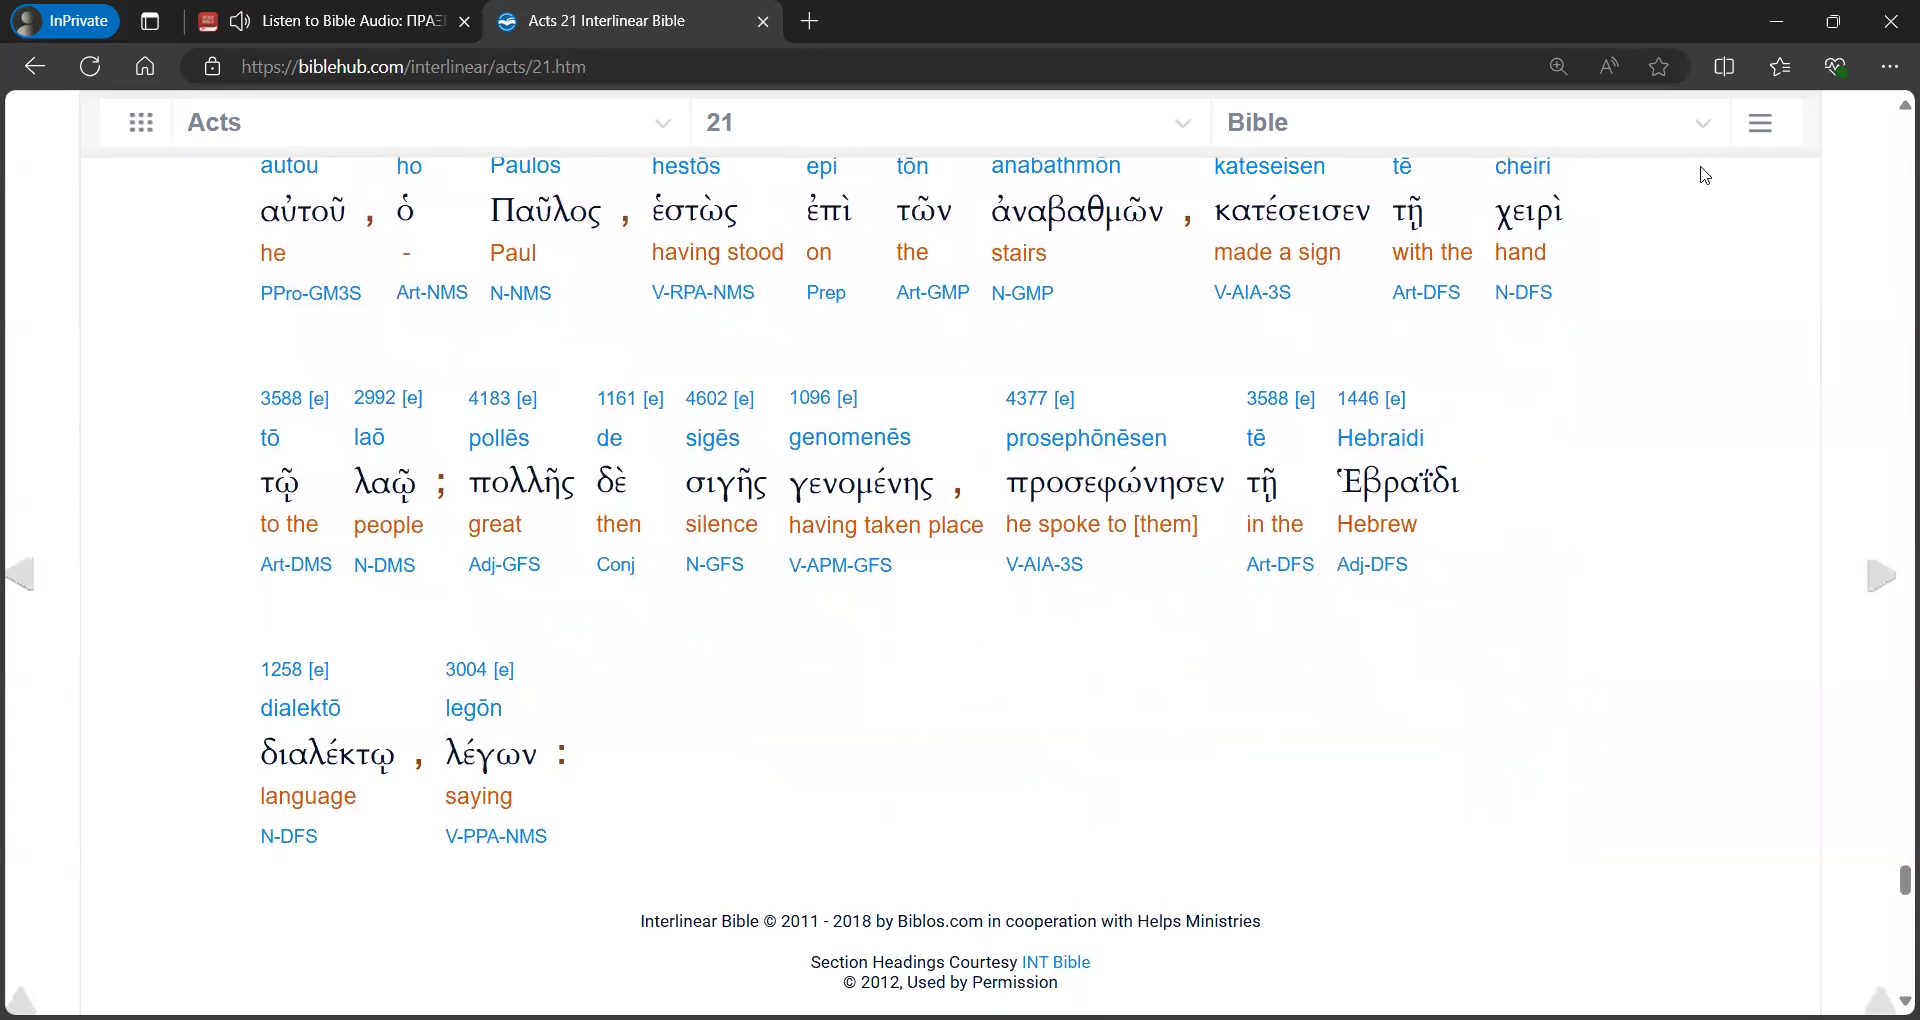 InPrivate Listen to Bible Audio: ΠΡΑΞ Acts 21 Interlinear Bible
https://biblehub.com/interlinear/acts/21.htm
Acts 21 Bible
autou ho Paulos hestōs epi tōn anabathmōn kateseisen tē cheiri
αὐτοῦ , ὁ Παῦλος , ἑστὼς ἐπὶ τῶν ἀναβαθμῶν , κατέσεισεν τῇ χειρὶ
he - Paul having stood on the stairs made a sign with the hand
PPro-GM3S Art-NMS N-NMS V-RPA-NMS Prep Art-GMP N-GMP V-AIA-3S Art-DFS N-DFS
3588 [e] 2992 [e] 4183 [e] 1161 [e] 4602 [e] 1096 [e] 4377 [e] 3588 [e] 1446 [e]
tō laō pollēs de sigēs genomenēs prosephōnēsen tē Hebraidi
τῷ λαῷ ; πολλῆς δὲ σιγῆς γενομένης , προσεφώνησεν τῇ Ἑβραΐδι
to the people great then silence having taken place he spoke to [them] in the Hebrew
Art-DMS N-DMS Adj-GFS Conj N-GFS V-APM-GFS V-AIA-3S Art-DFS Adj-DFS
1258 [e] 3004 [e]
dialektō legōn
διαλέκτῳ , λέγων :
language saying
N-DFS V-PPA-NMS
Interlinear Bible © 2011 - 2018 by Biblos.com in cooperation with Helps Ministries
Section Headings Courtesy INT Bible
© 2012, Used by Permission